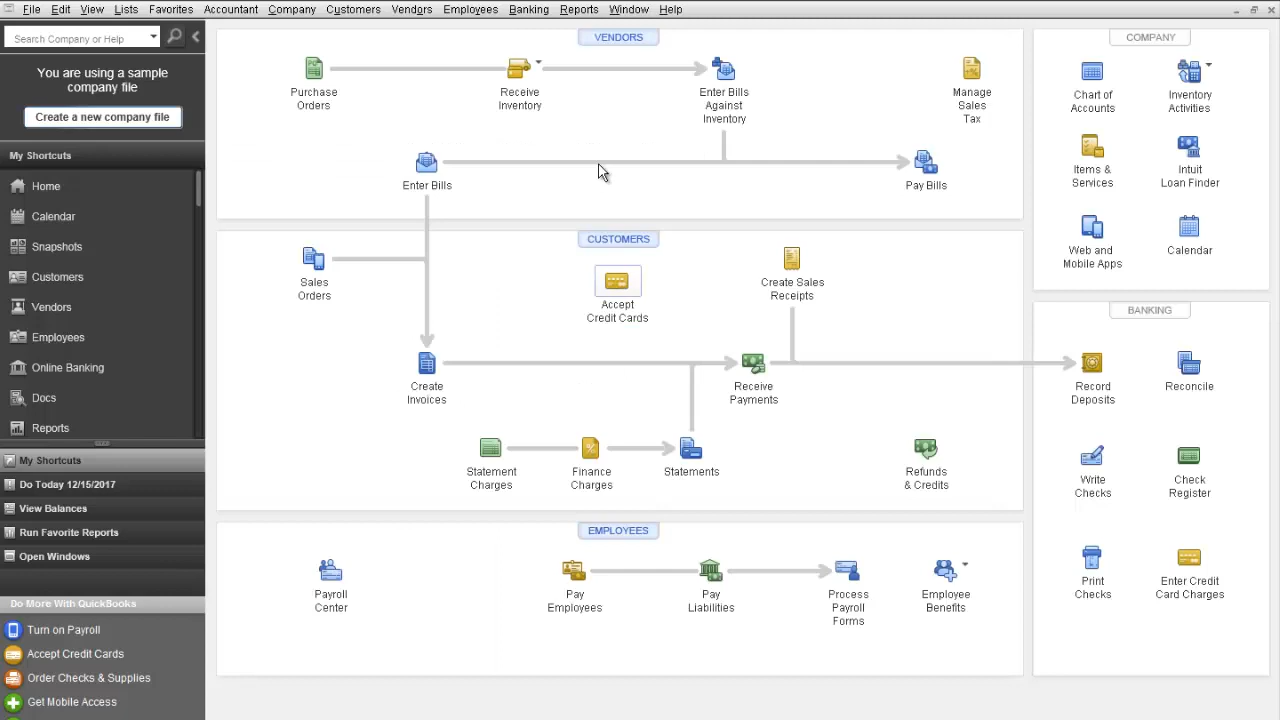 File Edit View Lists Favorites Accountant Company Customers Vendors Employees Banking Reports Window Help
Search Company or Help
You are using a sample
company file
Create a new company file
My Shortcuts
Home
Calendar
Snapshots
Customers
Vendors
Employees
Online Banking
Docs
Reports
My Shortcuts
Do Today 12/15/2017
View Balances
Run Favorite Reports
Open Windows
Do More With QuickBooks
Turn on Payroll
Accept Credit Cards
Order Checks & Supplies
Get Mobile Access
VENDORS
Purchase
Orders
Receive
Inventory
Enter Bills
Against
Inventory
Manage
Sales
Tax
Enter Bills
Pay Bills
CUSTOMERS
Sales
Orders
Accept
Credit Cards
Create Sales
Receipts
Create
Invoices
Receive
Payments
Statement
Charges
Finance
Charges
Statements
Refunds
& Credits
EMPLOYEES
Payroll
Center
Pay
Employees
Pay
Liabilities
Process
Payroll
Forms
Employee
Benefits
COMPANY
Chart of
Accounts
Inventory
Activities
Items &
Services
Intuit
Loan Finder
Web and
Mobile Apps
Calendar
BANKING
Record
Deposits
Reconcile
Write
Checks
Check
Register
Print
Checks
Enter Credit
Card Charges